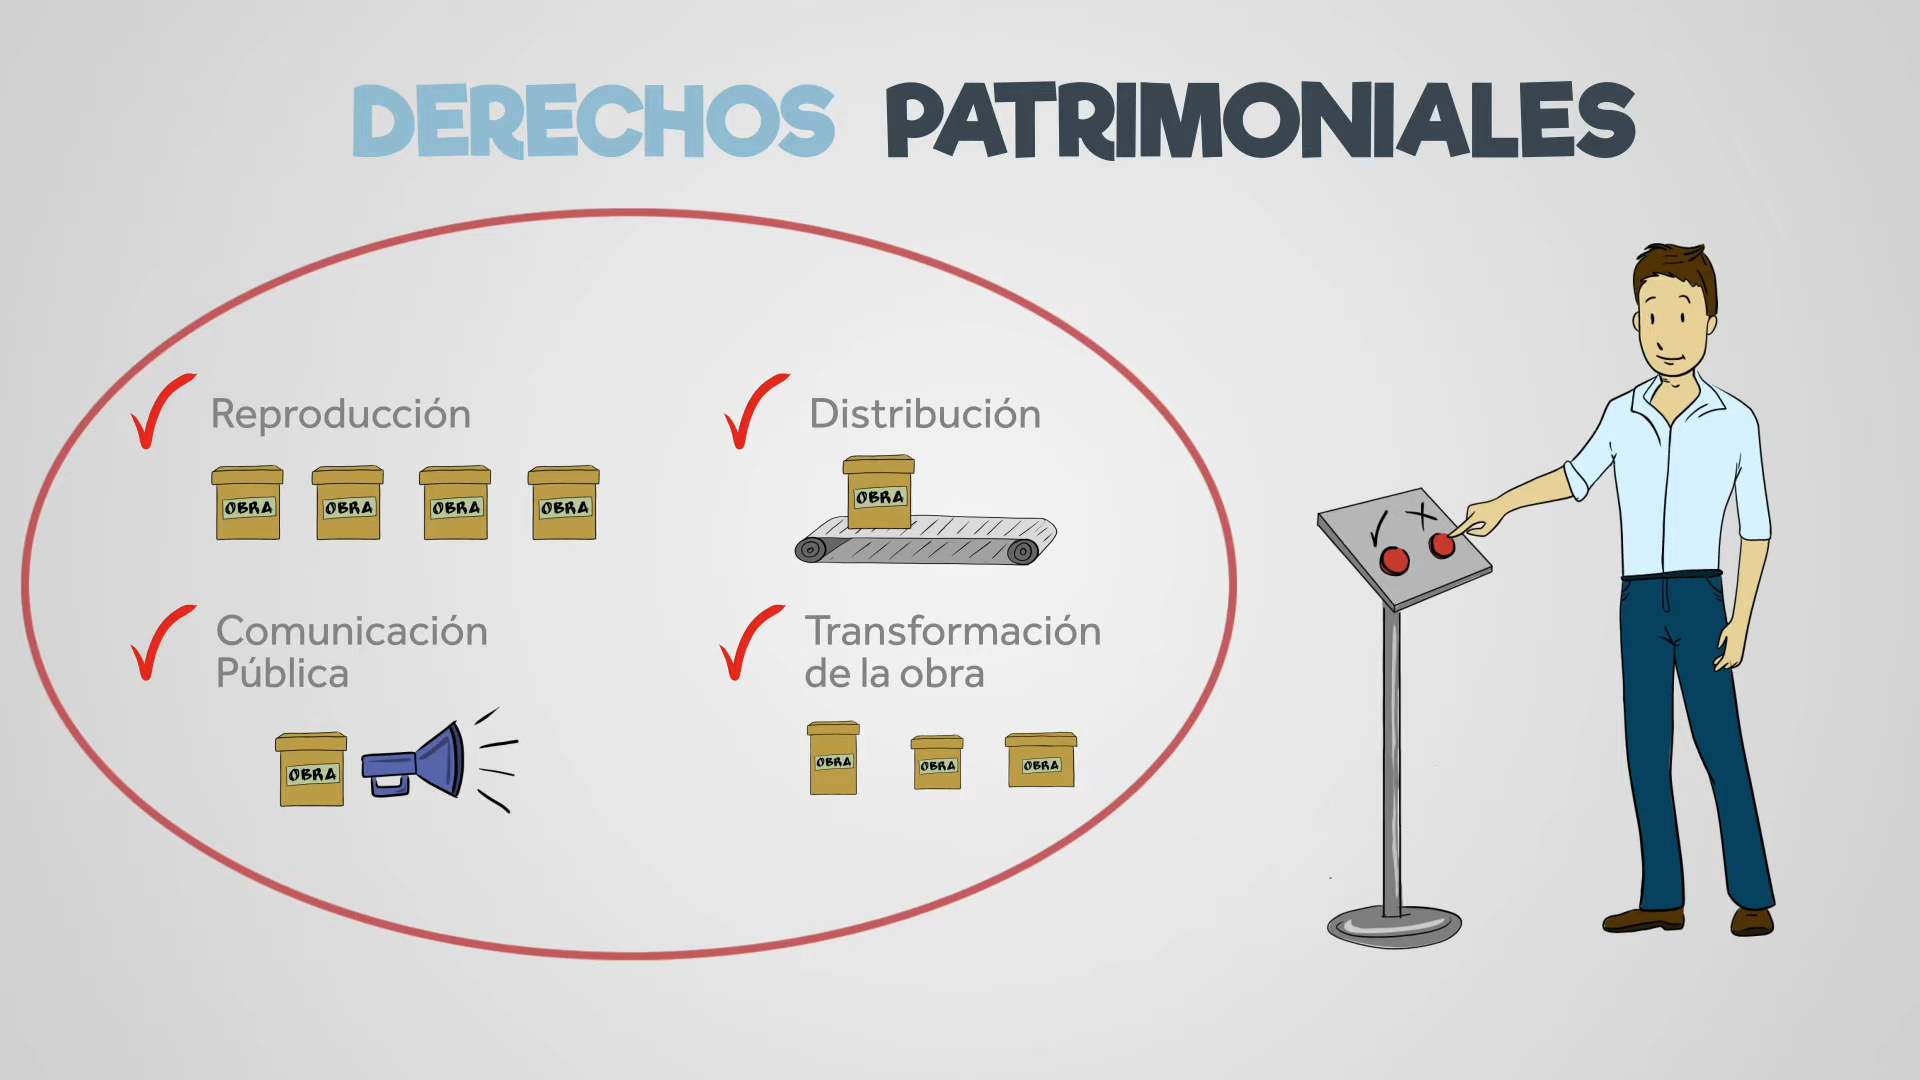 DERECHOS PATRIMONIALES
Reproducción
OBRA OBRA OBRA OBRA
Distribución
OBRA
Comunicación
Pública
OBRA
Transformación
de la obra
OBRA OBRA OBRA